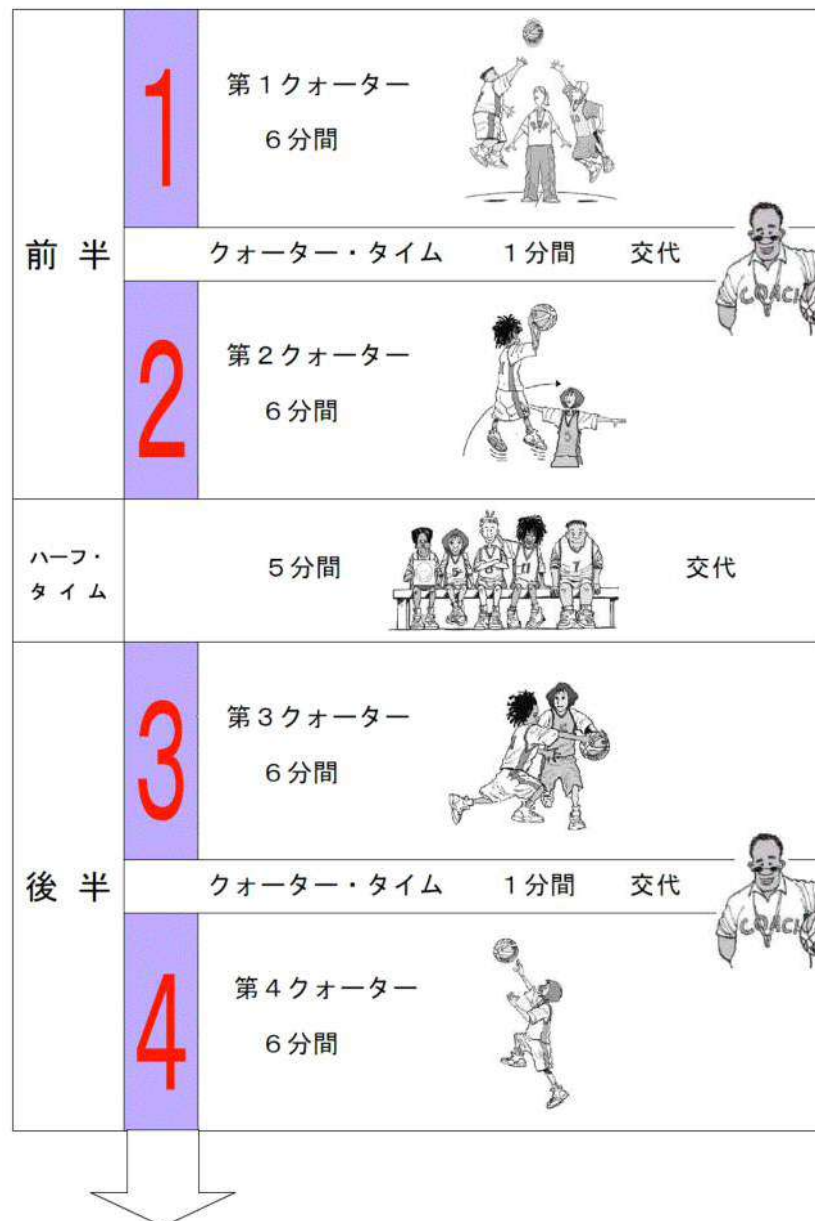 前 半
1
第１クォーター
６分間
クォーター・タイム　１分間　交代
COACH
2
第２クォーター
６分間
ハーフ・
タ イ ム
５分間
5
8
11
7
交代
後 半
3
第３クォーター
６分間
クォーター・タイム　１分間　交代
COACH
4
第４クォーター
６分間